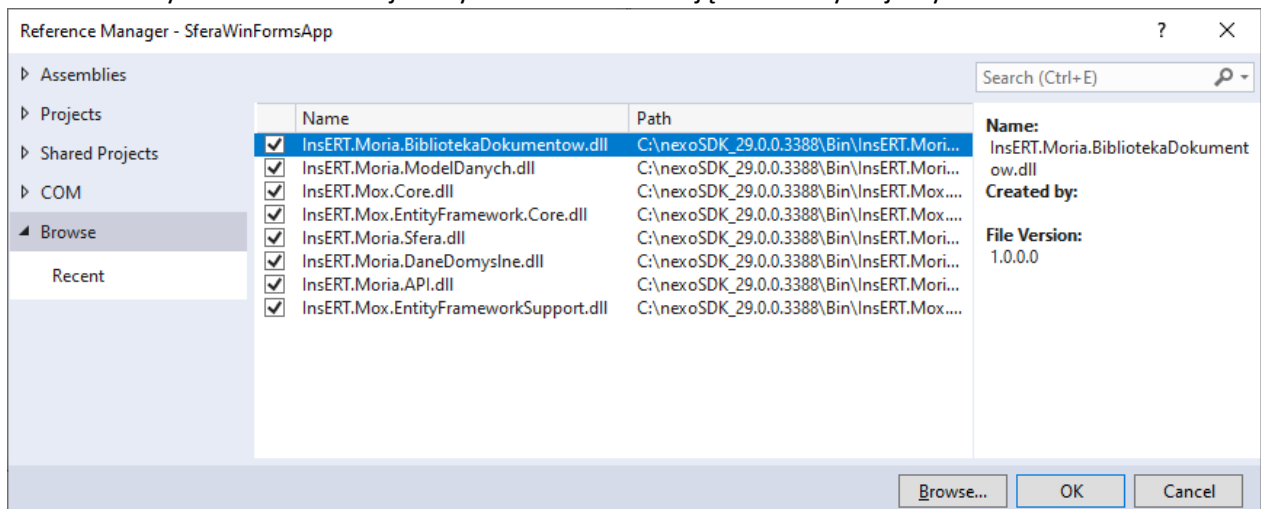 Reference Manager - SferaWinFormsApp ? ×
Assemblies
Projects
Shared Projects
COM
Browse
Recent
Name Path
InsERT.Moria.BibliotekaDokumentow.dll C:\nexoSDK_29.0.0.3388\Bin\InsERT.Mori...
InsERT.Moria.ModelDanych.dll C:\nexoSDK_29.0.0.3388\Bin\InsERT.Mori...
InsERT.Mox.Core.dll C:\nexoSDK_29.0.0.3388\Bin\InsERT.Mox....
InsERT.Mox.EntityFramework.Core.dll C:\nexoSDK_29.0.0.3388\Bin\InsERT.Mox....
InsERT.Moria.Sfera.dll C:\nexoSDK_29.0.0.3388\Bin\InsERT.Mori...
InsERT.Moria.DaneDomyslne.dll C:\nexoSDK_29.0.0.3388\Bin\InsERT.Mori...
InsERT.Moria.API.dll C:\nexoSDK_29.0.0.3388\Bin\InsERT.Mori...
InsERT.Mox.EntityFrameworkSupport.dll C:\nexoSDK_29.0.0.3388\Bin\InsERT.Mox....
Search (Ctrl+E)
Name:
InsERT.Moria.BibliotekaDokument
ow.dll
Created by:
File Version:
1.0.0.0
Browse... OK Cancel